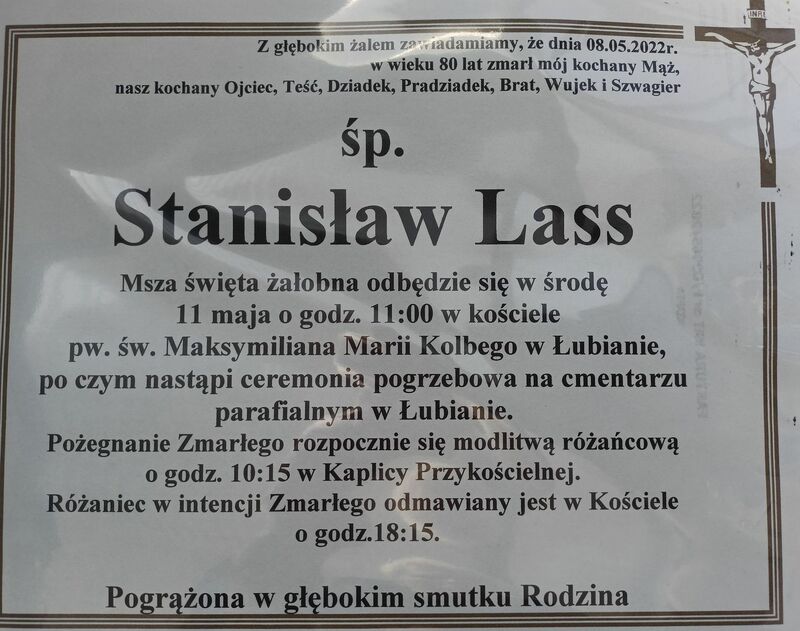 INRI
Z głębokim żalem zawiadamiamy, że dnia 08.05.2022r.
w wieku 80 lat zmarł mój kochany Mąż,
nasz kochany Ojciec, Teść, Dziadek, Pradziadek, Brat, Wujek i Szwagier
śp.
Stanisław Lass
Msza święta żałobna odbędzie się w środę
11 maja o godz. 11:00 w kościele
pw. św. Maksymiliana Marii Kolbego w Łubianie,
po czym nastąpi ceremonia pogrzebowa na cmentarzu
parafialnym w Łubianie.
Pożegnanie Zmarłego rozpocznie się modlitwą różańcową
o godz. 10:15 w Kaplicy Przykościelnej.
Różaniec w intencji Zmarłego odmawiany jest w Kościele
o godz.18:15.
Pogrążona w głębokim smutku Rodzina